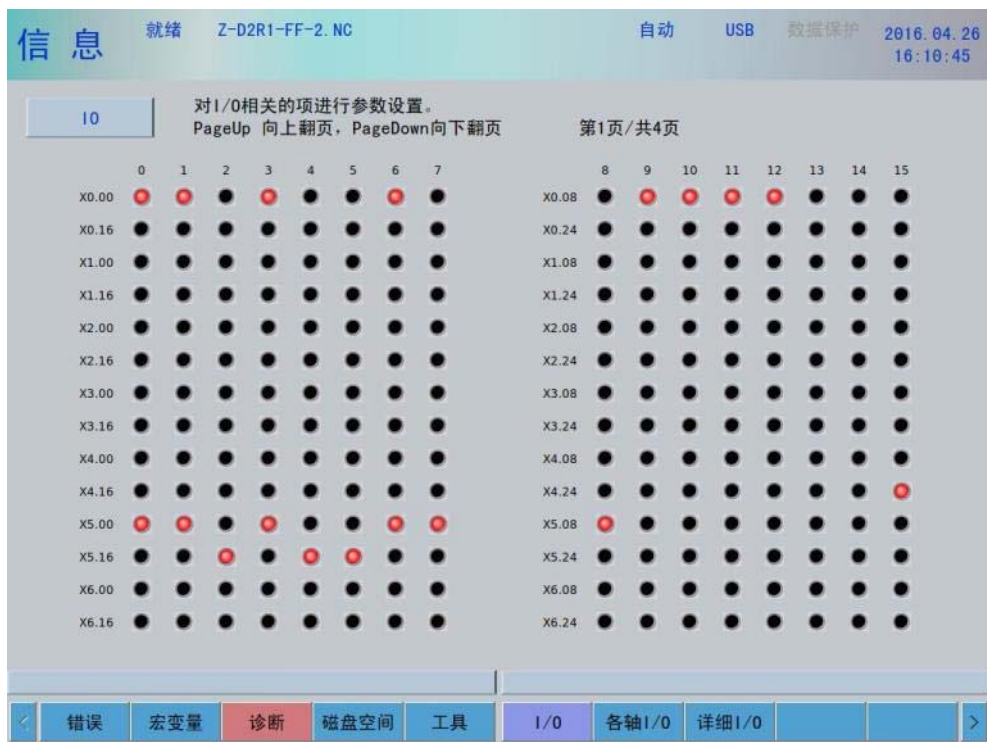 信 息
就绪 Z-D2R1-FF-2.NC 自动 USB 数据保护 2016.04.26
16:10:45
IO
对I/O相关的项进行参数设置。
PageUp 向上翻页，PageDown向下翻页 第1页/共4页
0 1 2 3 4 5 6 7 8 9 10 11 12 13 14 15
X0.00 X0.08
X0.16 X0.24
X1.00 X1.08
X1.16 X1.24
X2.00 X2.08
X2.16 X2.24
X3.00 X3.08
X3.16 X3.24
X4.00 X4.08
X4.16 X4.24
X5.00 X5.08
X5.16 X5.24
X6.00 X6.08
X6.16 X6.24
< 错误 宏变量 诊断 磁盘空间 工具 I/O 各轴I/O 详细I/O >